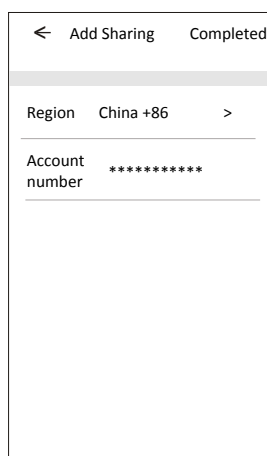 ← Add Sharing Completed
Region China +86 >
Account
number ***********